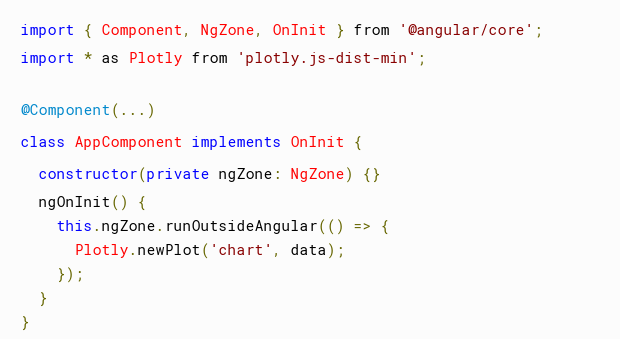 import { Component, NgZone, OnInit } from '@angular/core';
import * as Plotly from 'plotly.js-dist-min';
@Component(...)
class AppComponent implements OnInit {
constructor(private ngZone: NgZone) {}
ngOnInit() {
this.ngZone.runOutsideAngular(() => {
Plotly.newPlot('chart', data);
});
}
}